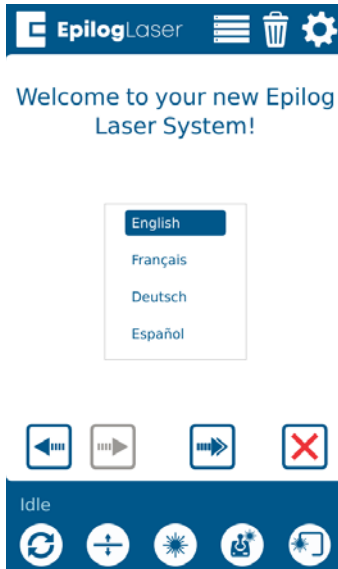 EpilogLaser
Welcome to your new Epilog
Laser System!
English
Français
Deutsch
Español
Idle